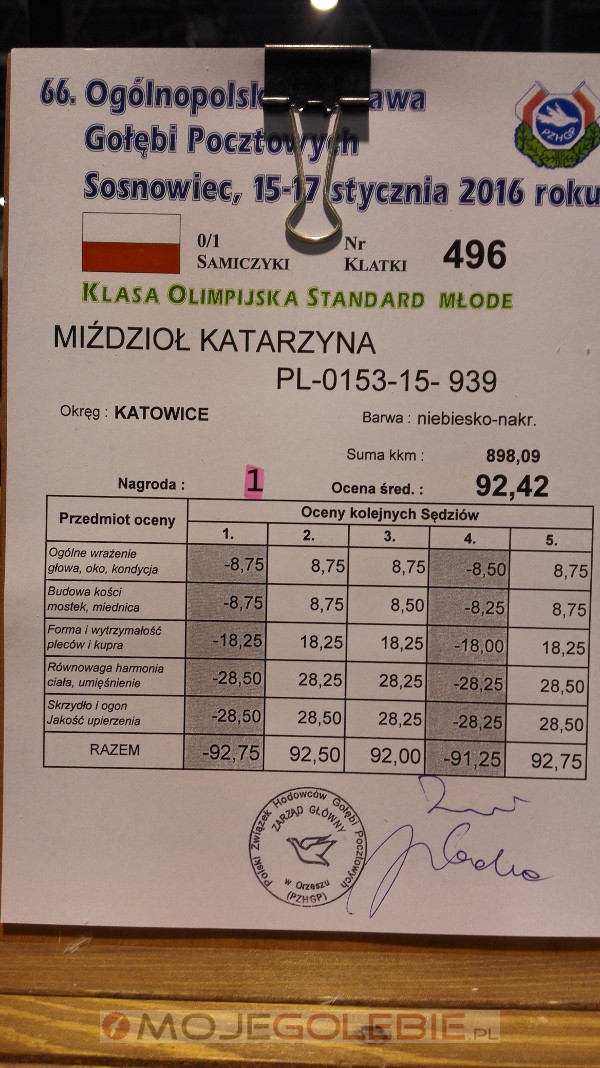 66. Ogólnopolsk awa
Gołębi Pocztowych
Sosnowiec, 15-17 stycznia 2016 roku
PZHGP
0/1 Nr
SAMICZYKI KLATKI 496
KLASA OLIMPIJSKA STANDARD MŁODE
MIŹDZIOŁ KATARZYNA
PL-0153-15- 939
Okręg : KATOWICE Barwa : niebiesko-nakr.
Suma kkm : 898,09
Nagroda : 1 Ocena śred. : 92,42
Przedmiot oceny Oceny kolejnych Sędziów
1. 2. 3. 4. 5.
Ogólne wrażenie
głowa, oko, kondycja -8,75 8,75 8,75 -8,50 8,75
Budowa kości
mostek, miednica -8,75 8,75 8,50 -8,25 8,75
Forma i wytrzymałość
pleców i kupra -18,25 18,25 18,25 -18,00 18,25
Równowaga harmonia
ciała, umięśnienie -28,50 28,25 28,25 -28,25 28,50
Skrzydło i ogon
Jakość upierzenia -28,50 28,50 28,25 -28,25 28,50
RAZEM -92,75 92,50 92,00 -91,25 92,75
Polski Związek Hodowców Gołębi Pocztowych
ZARZĄD GŁÓWNY
w Orzeszu
(PZHGP)
MOJEGOLEBIE.PL